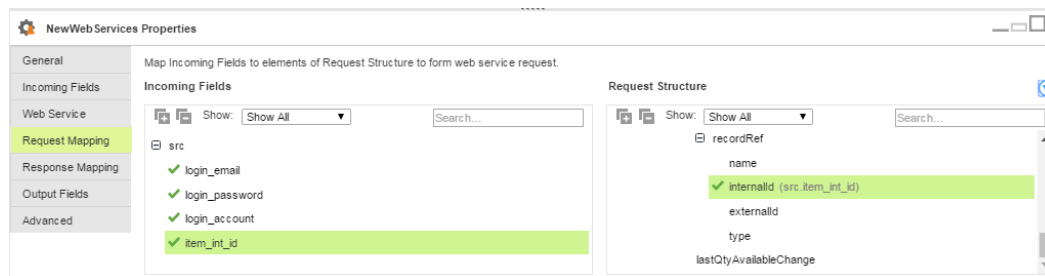 NewWebServices Properties
General
Incoming Fields
Web Service
Request Mapping
Response Mapping
Output Fields
Advanced
Map Incoming Fields to elements of Request Structure to form web service request.
Incoming Fields
Show: Show All
Search...
src
login_email
login_password
login_account
item_int_id
Request Structure
Show: Show All
Search...
recordRef
name
internalId (src.item_int_id)
externalId
type
lastQtyAvailableChange